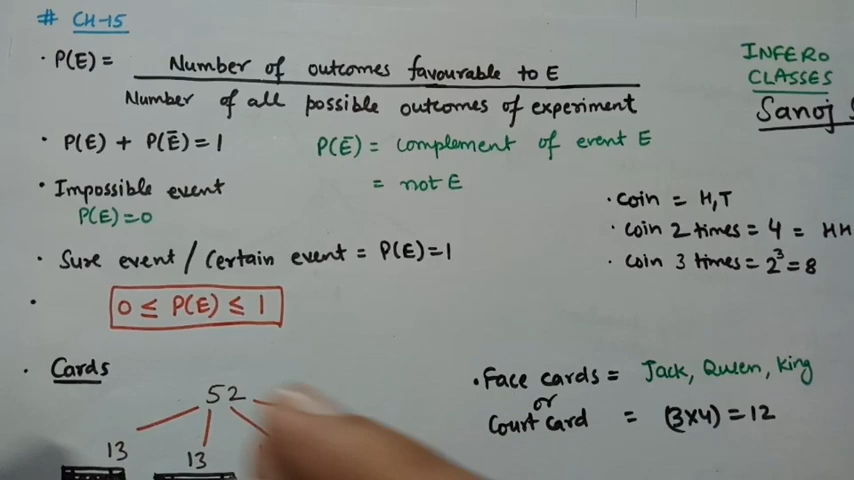 # CH-15
· P(E) = Number of outcomes favourable to E
Number of all possible outcomes of experiment
INFERO
CLASSES
Sanoj
· P(E) + P(E̅) = 1
P(E̅) = complement of event E
= not E
· Impossible event
P(E)=0
· Coin = H,T
· Coin 2 times = 4 = HH
· Coin 3 times = 2³ = 8
· Sure event / Certain event = P(E)=1
· 0 ≤ P(E) ≤ 1
· Cards
52
13
13
· Face cards = Jack, Queen, King
or
Court card = (3×4) = 12